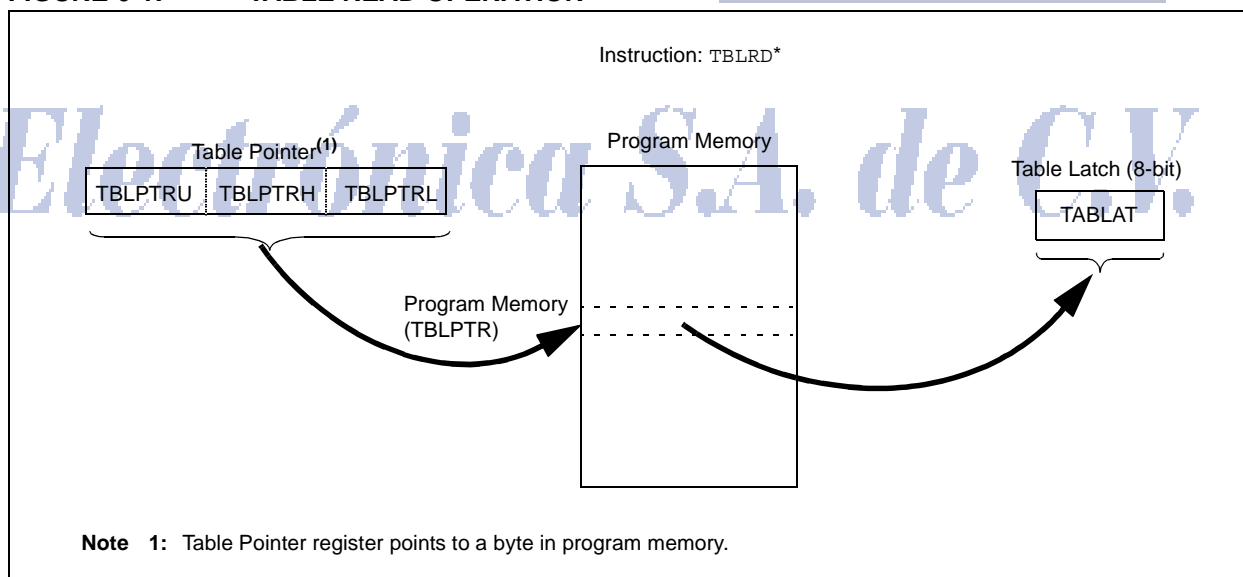 Instruction: TBLRD*
Electrónica S.A. de C.V.
Table Pointer(1)
Program Memory
Table Latch (8-bit)
TBLPTRU TBLPTRH TBLPTRL
TABLAT
Program Memory
(TBLPTR)
Note 1: Table Pointer register points to a byte in program memory.